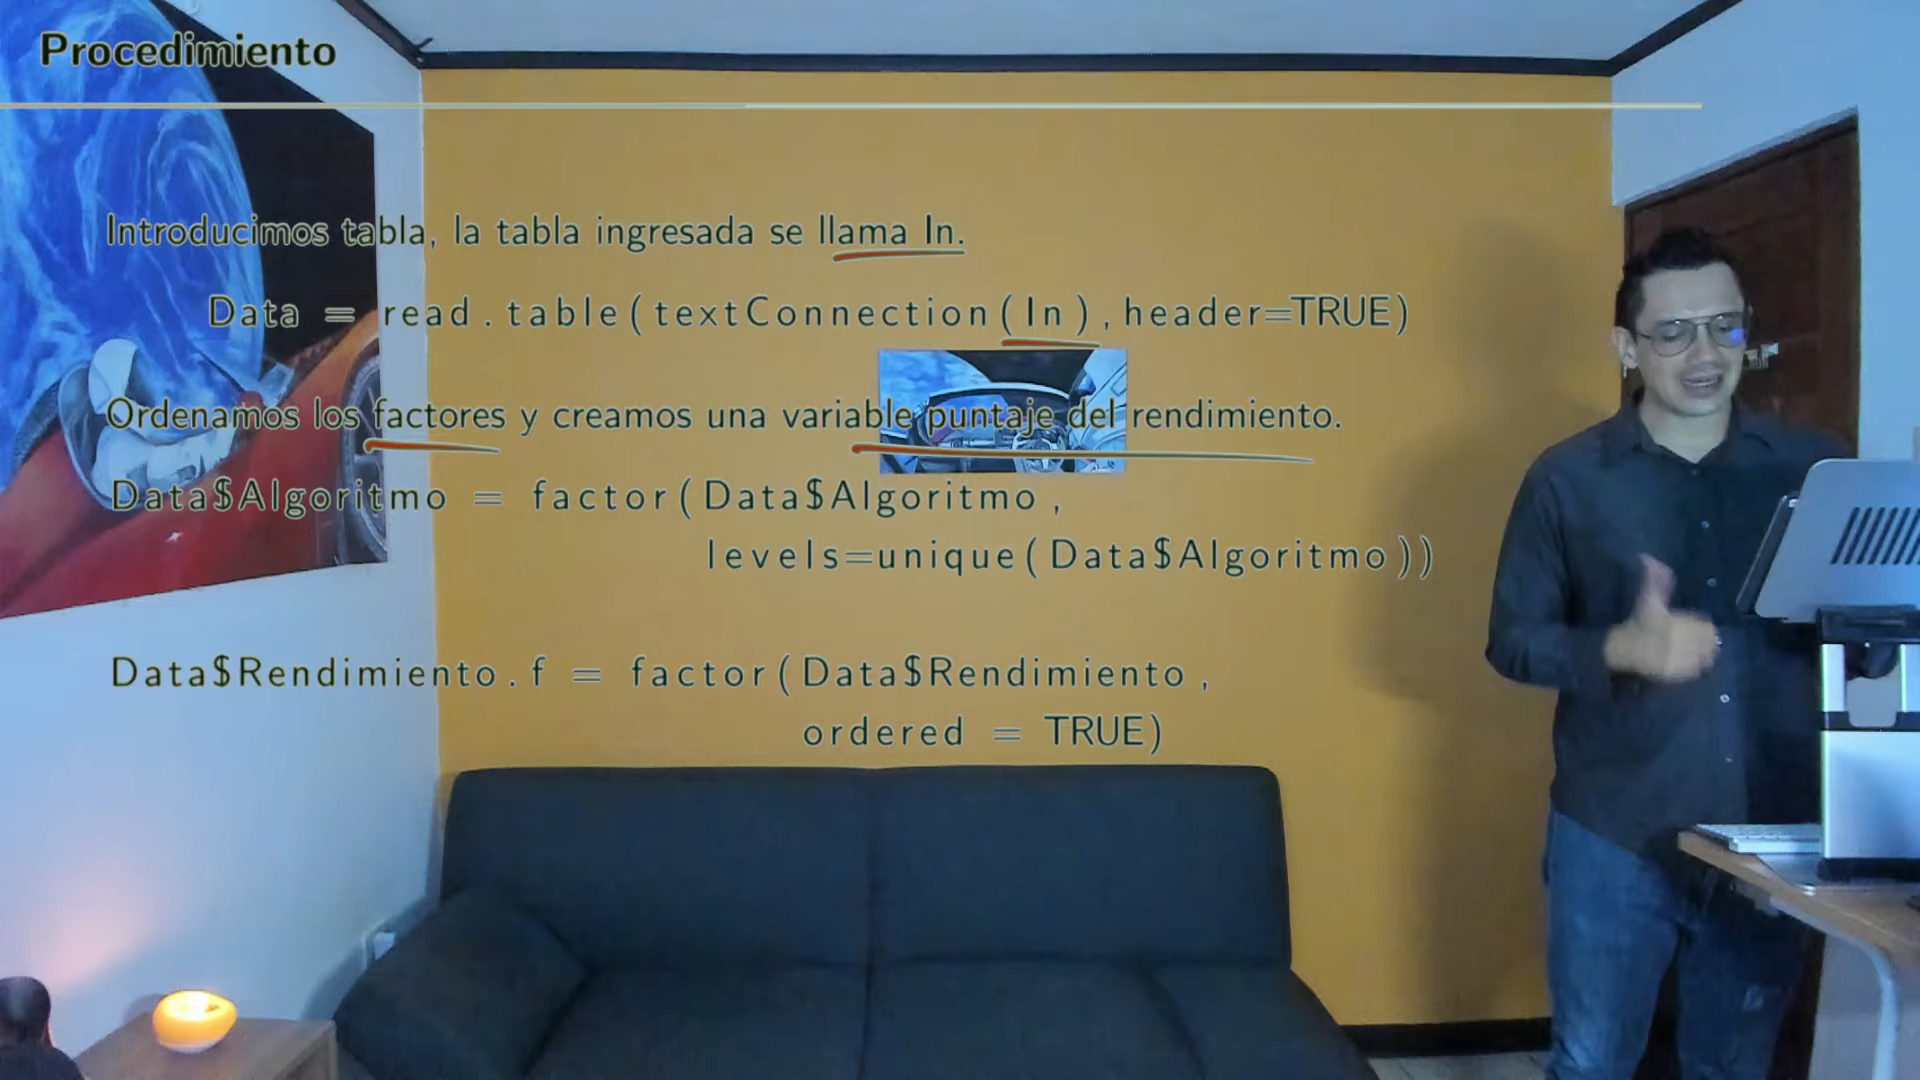 Procedimiento
Introducimos tabla, la tabla ingresada se llama In.
Data = read.table(textConnection(In),header=TRUE)
Ordenamos los factores y creamos una variable puntaje del rendimiento.
Data$Algoritmo = factor(Data$Algoritmo,
levels=unique(Data$Algoritmo))
Data$Rendimiento.f = factor(Data$Rendimiento,
ordered = TRUE)